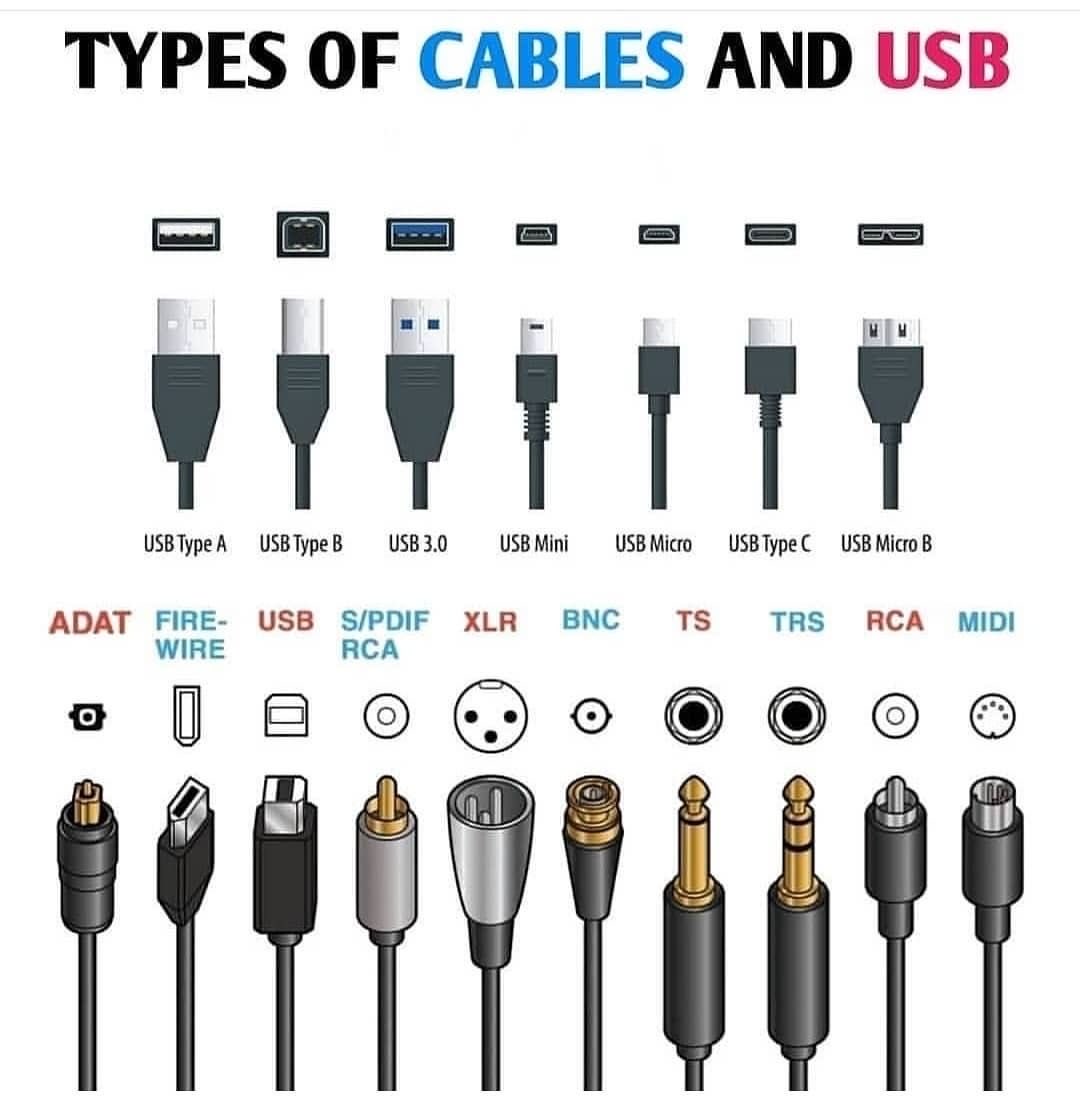 TYPES OF CABLES AND USB
USB Type A USB Type B USB 3.0 USB Mini USB Micro USB Type C USB Micro B
ADAT FIRE- USB S/PDIF XLR BNC TS TRS RCA MIDI
WIRE RCA